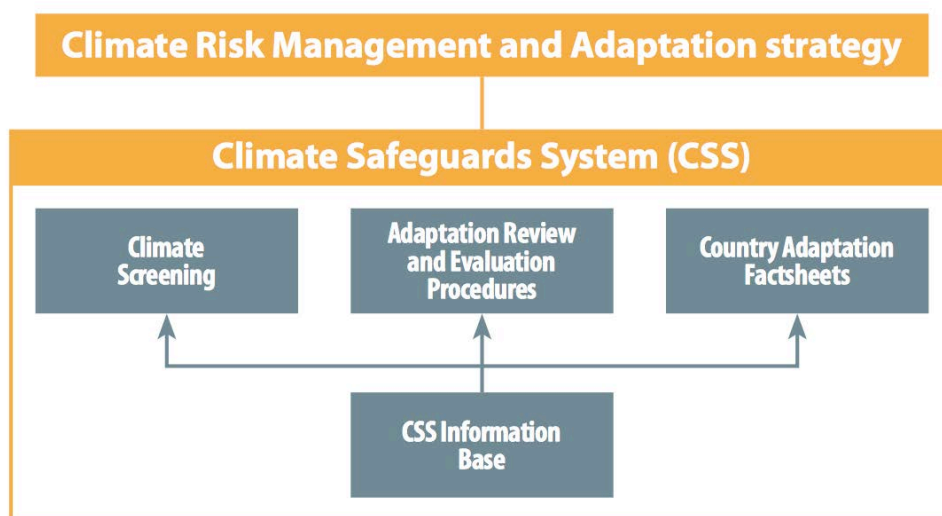 Climate Risk Management and Adaptation strategy
Climate Safeguards System (CSS)
Climate
Screening
Adaptation Review
and Evaluation
Procedures
Country Adaptation
Factsheets
CSS Information
Base